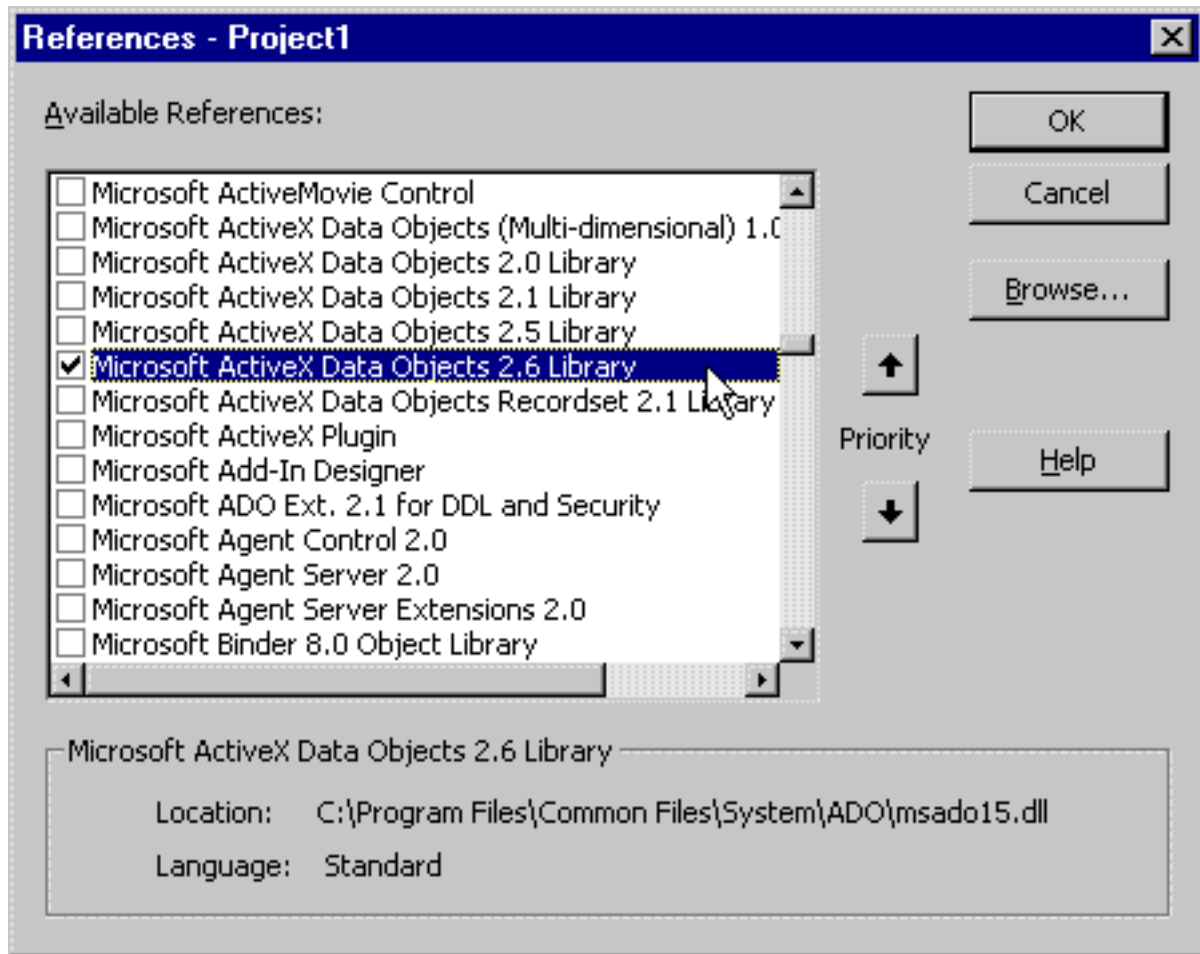 References - Project1
Available References:
OK
Cancel
Browse...
Help
Microsoft ActiveMovie Control
Microsoft ActiveX Data Objects (Multi-dimensional) 1.0
Microsoft ActiveX Data Objects 2.0 Library
Microsoft ActiveX Data Objects 2.1 Library
Microsoft ActiveX Data Objects 2.5 Library
Microsoft ActiveX Data Objects 2.6 Library
Microsoft ActiveX Data Objects Recordset 2.1 Library
Microsoft ActiveX Plugin
Microsoft Add-In Designer
Microsoft ADO Ext. 2.1 for DDL and Security
Microsoft Agent Control 2.0
Microsoft Agent Server 2.0
Microsoft Agent Server Extensions 2.0
Microsoft Binder 8.0 Object Library
Priority
Microsoft ActiveX Data Objects 2.6 Library
Location: C:\Program Files\Common Files\System\ADO\msado15.dll
Language: Standard